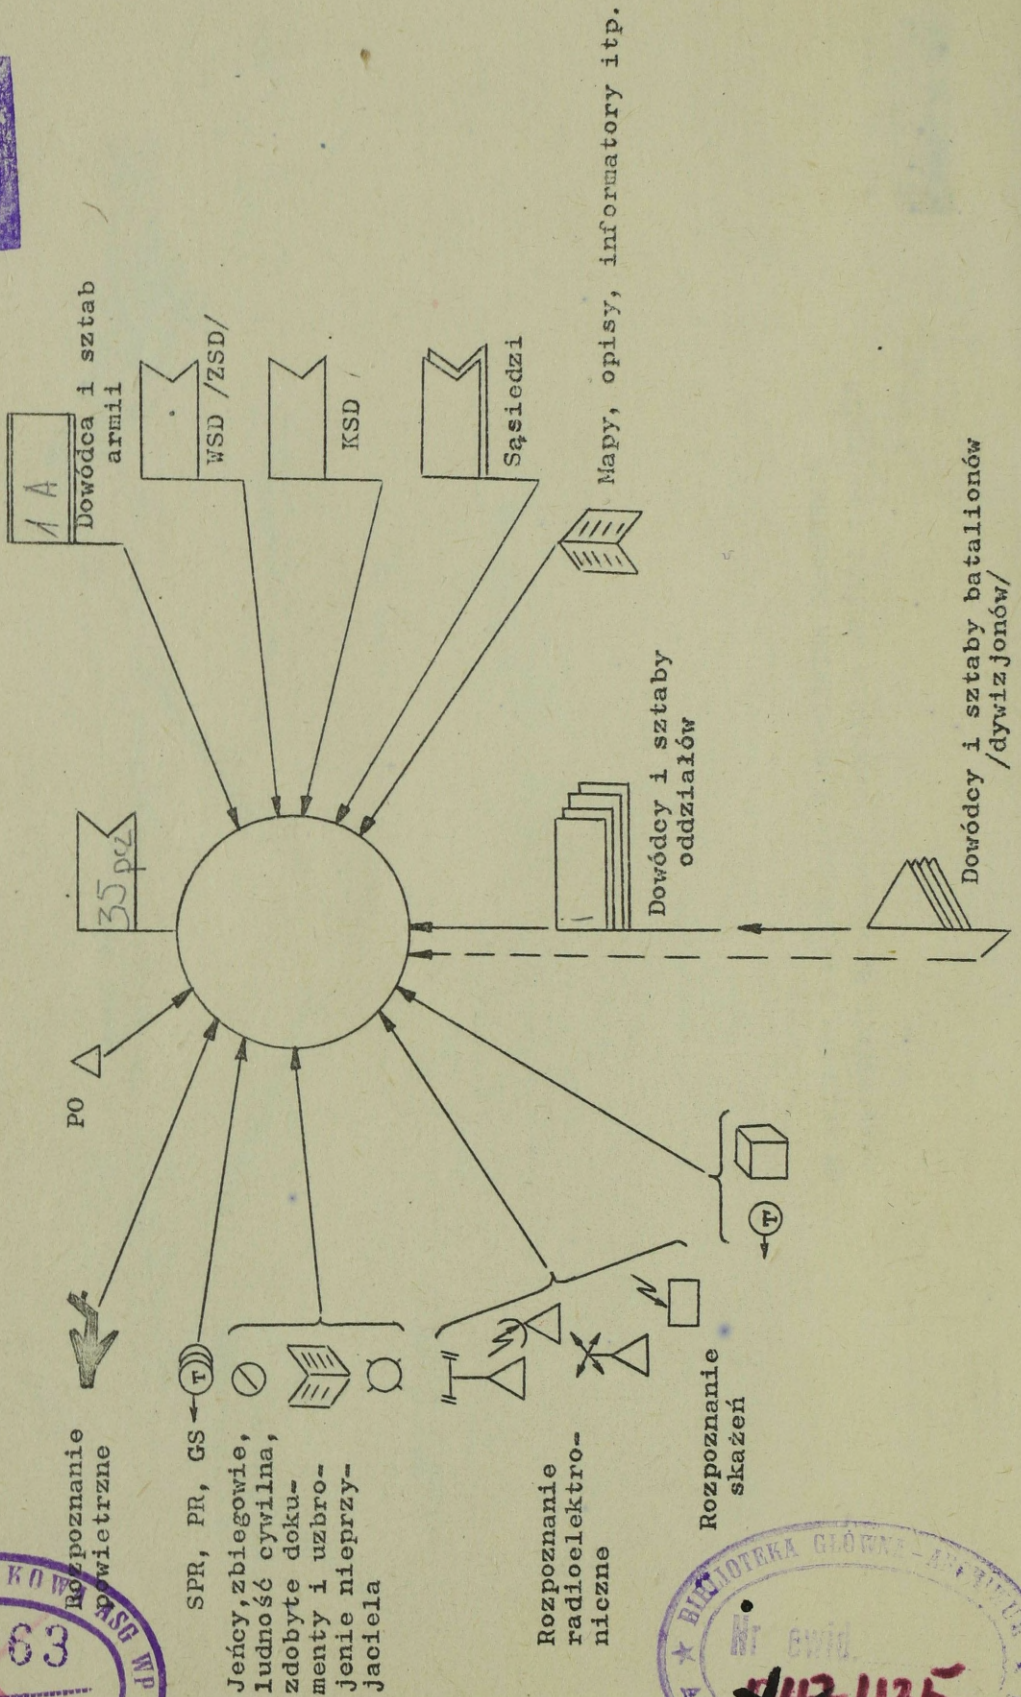 1 A
Dowódca i sztab
armii
WSD /ZSD/
KSD
Sąsiedzi
Mapy, opisy, informatory itp.
35
PO
Rozpoznanie
powietrzne
SPR, PR, GS
T
Jeńcy,zbiegowie,
ludność cywilna,
zdobyte doku-
menty i uzbro-
jenie nieprzy-
jaciela
Rozpoznanie
radioelektro-
niczne
Rozpoznanie
skażeń
T
Dowódcy i sztaby
oddziałów
Dowódcy i sztaby batalionów
/dywizjonów/
63
ASG WP
BIBLIOTEKA GŁÓWNA
Nr ewid.